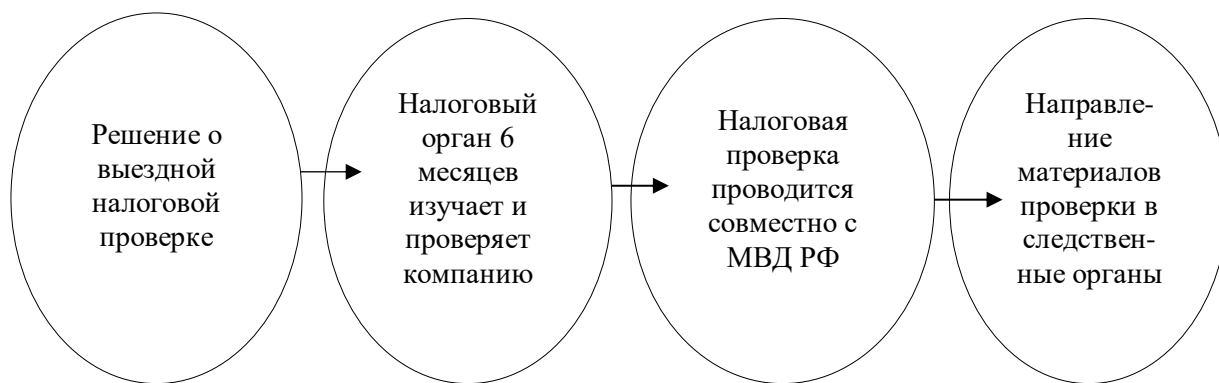 Решение о
выездной
налоговой
проверке
Налоговый
орган 6
месяцев
изучает и
проверяет
компанию
Налоговая
проверка
проводится
совместно с
МВД РФ
Направле-
ние
материалов
проверки в
следствен-
ные органы